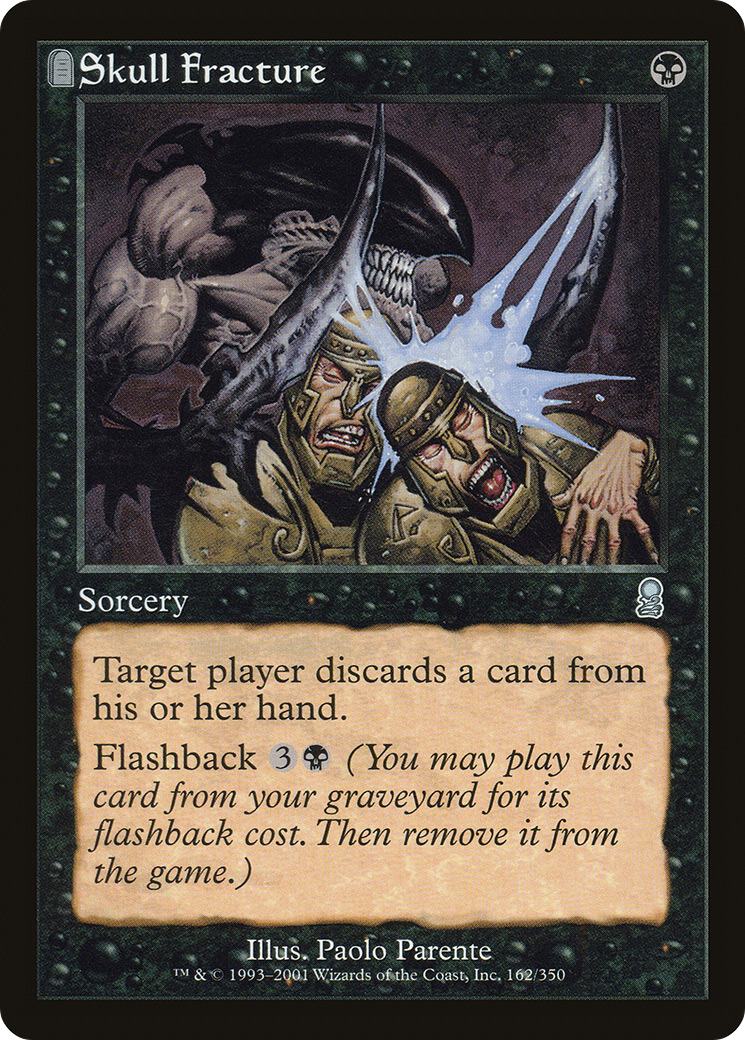 Skull Fracture
Sorcery
Target player discards a card from
his or her hand.
Flashback 3 (You may play this
card from your graveyard for its
flashback cost. Then remove it from
the game.)
Illus. Paolo Parente
™ & © 1993–2001 Wizards of the Coast, Inc. 162/350